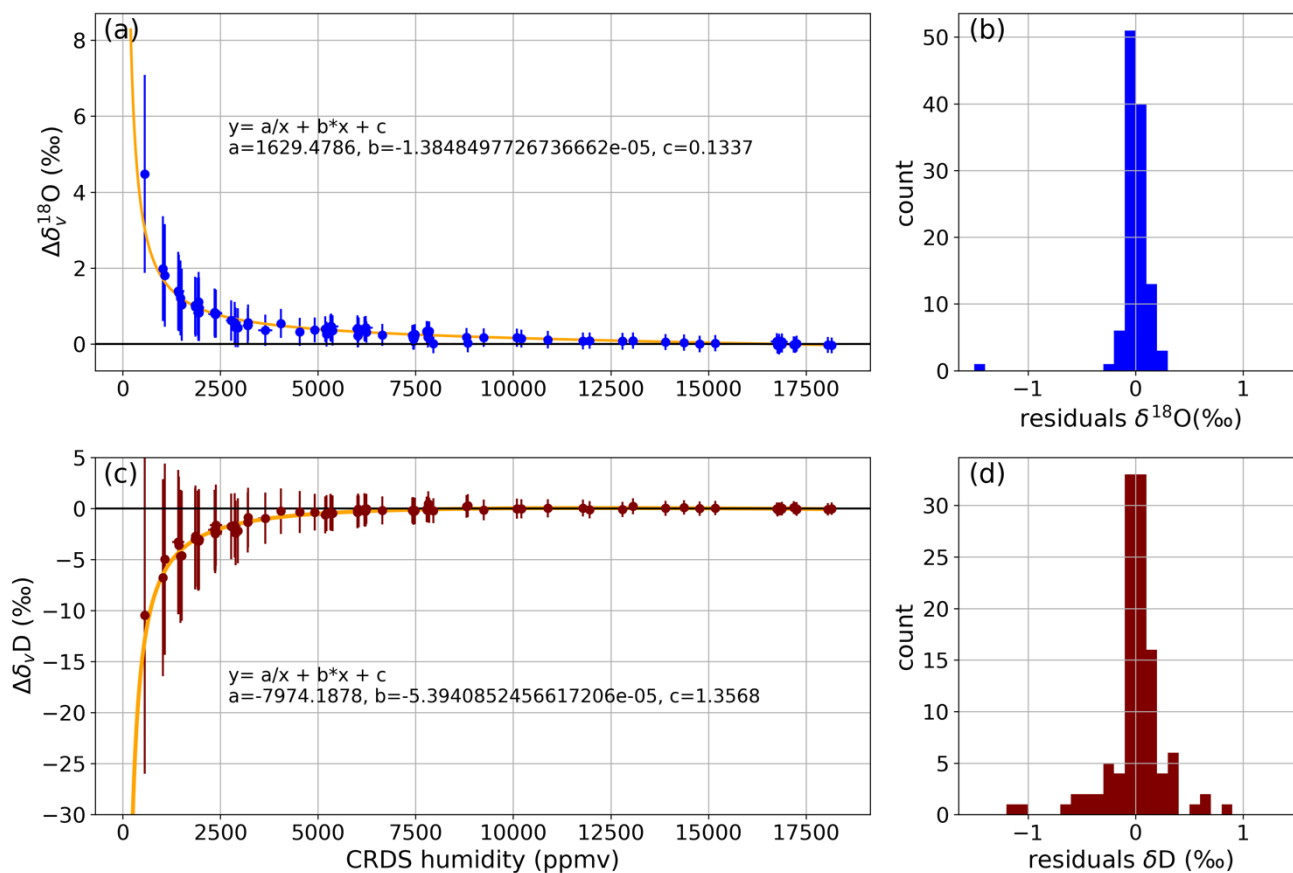 (a)
8
6
4
2
0
Δδᵥ¹⁸O (‰)
y= a/x + b*x + c
a=1629.4786, b=-1.3848497726736662e-05, c=0.1337
0 2500 5000 7500 10000 12500 15000 17500
(b)
50
40
30
20
10
0
count
−1 0 1
residuals δ¹⁸O(‰)
(c)
5
0
−5
−10
−15
−20
−25
−30
ΔδᵥD (‰)
y= a/x + b*x + c
a=-7974.1878, b=-5.3940852456617206e-05, c=1.3568
0 2500 5000 7500 10000 12500 15000 17500
CRDS humidity (ppmv)
(d)
30
25
20
15
10
5
0
count
−1 0 1
residuals δD (‰)